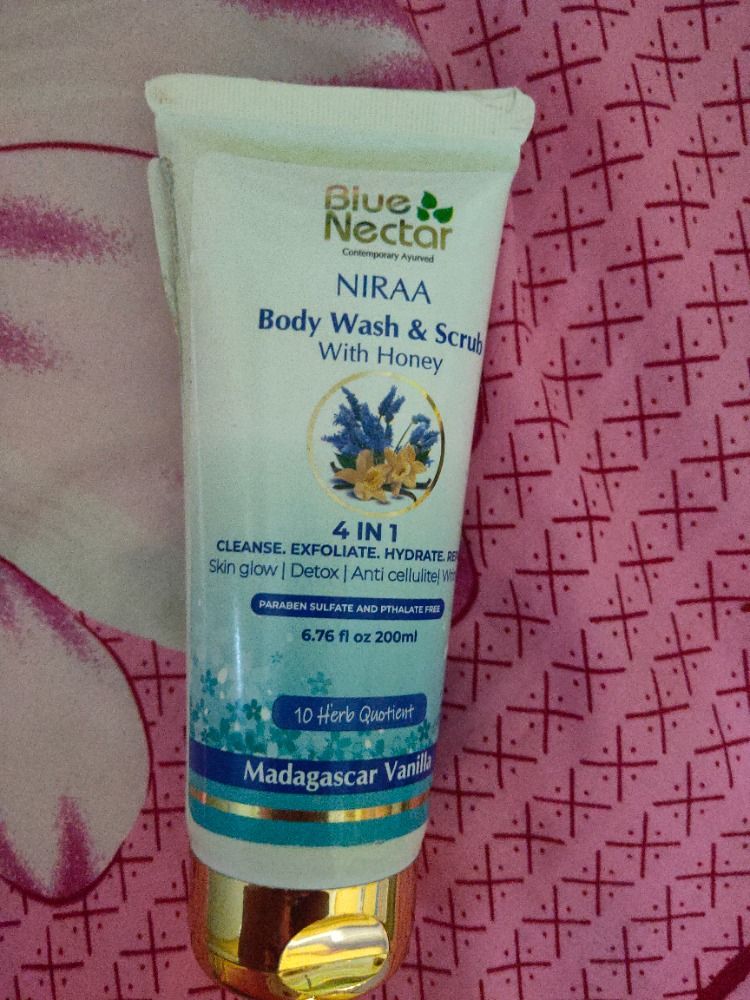 Blue
Nectar
Contemporary Ayurved
NIRAA
Body Wash & Scrub
With Honey
4 IN 1
CLEANSE. EXFOLIATE. HYDRATE.
Skin glow | Detox | Anti cellulite|
PARABEN SULFATE AND PTHALATE FREE
6.76 fl oz 200ml
10 Herb Quotient
Madagascar Vanilla